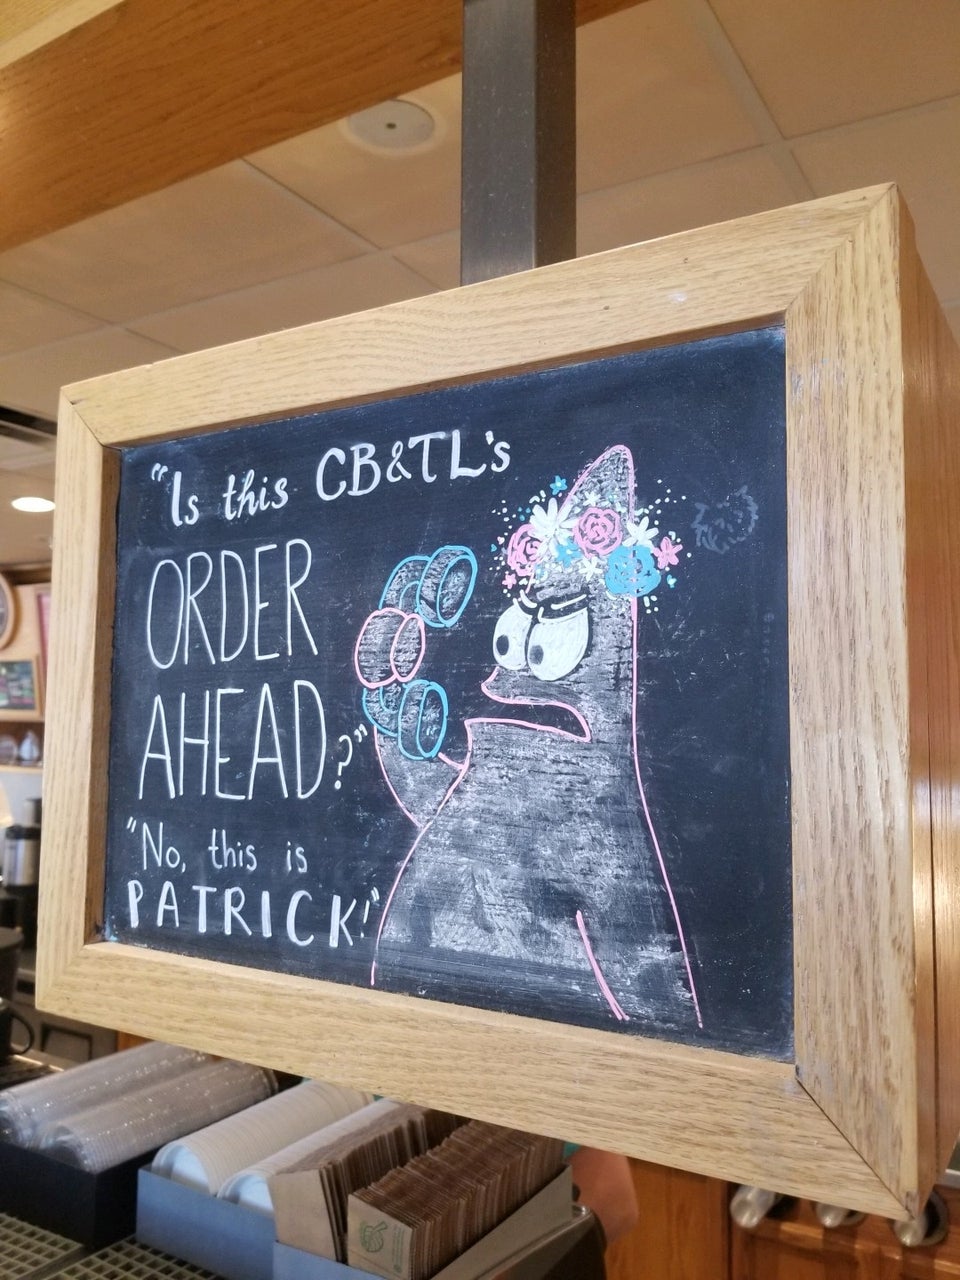 "Is this CB&TL's
ORDER
AHEAD?"
"No, this is
PATRICK!"